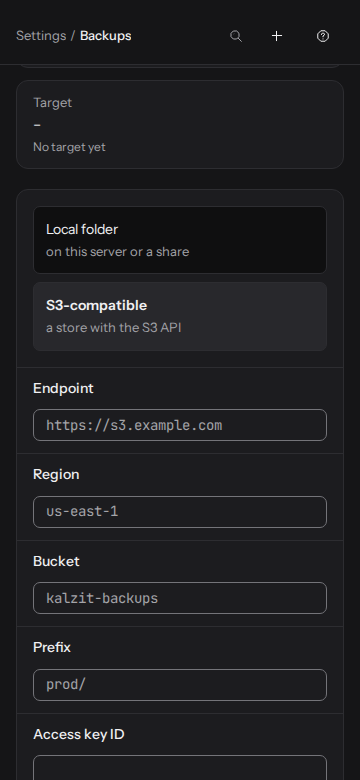 Settings / Backups
Target
–
No target yet
Local folder
on this server or a share
S3-compatible
a store with the S3 API
Endpoint
https://s3.example.com
Region
us-east-1
Bucket
kalzit-backups
Prefix
prod/
Access key ID